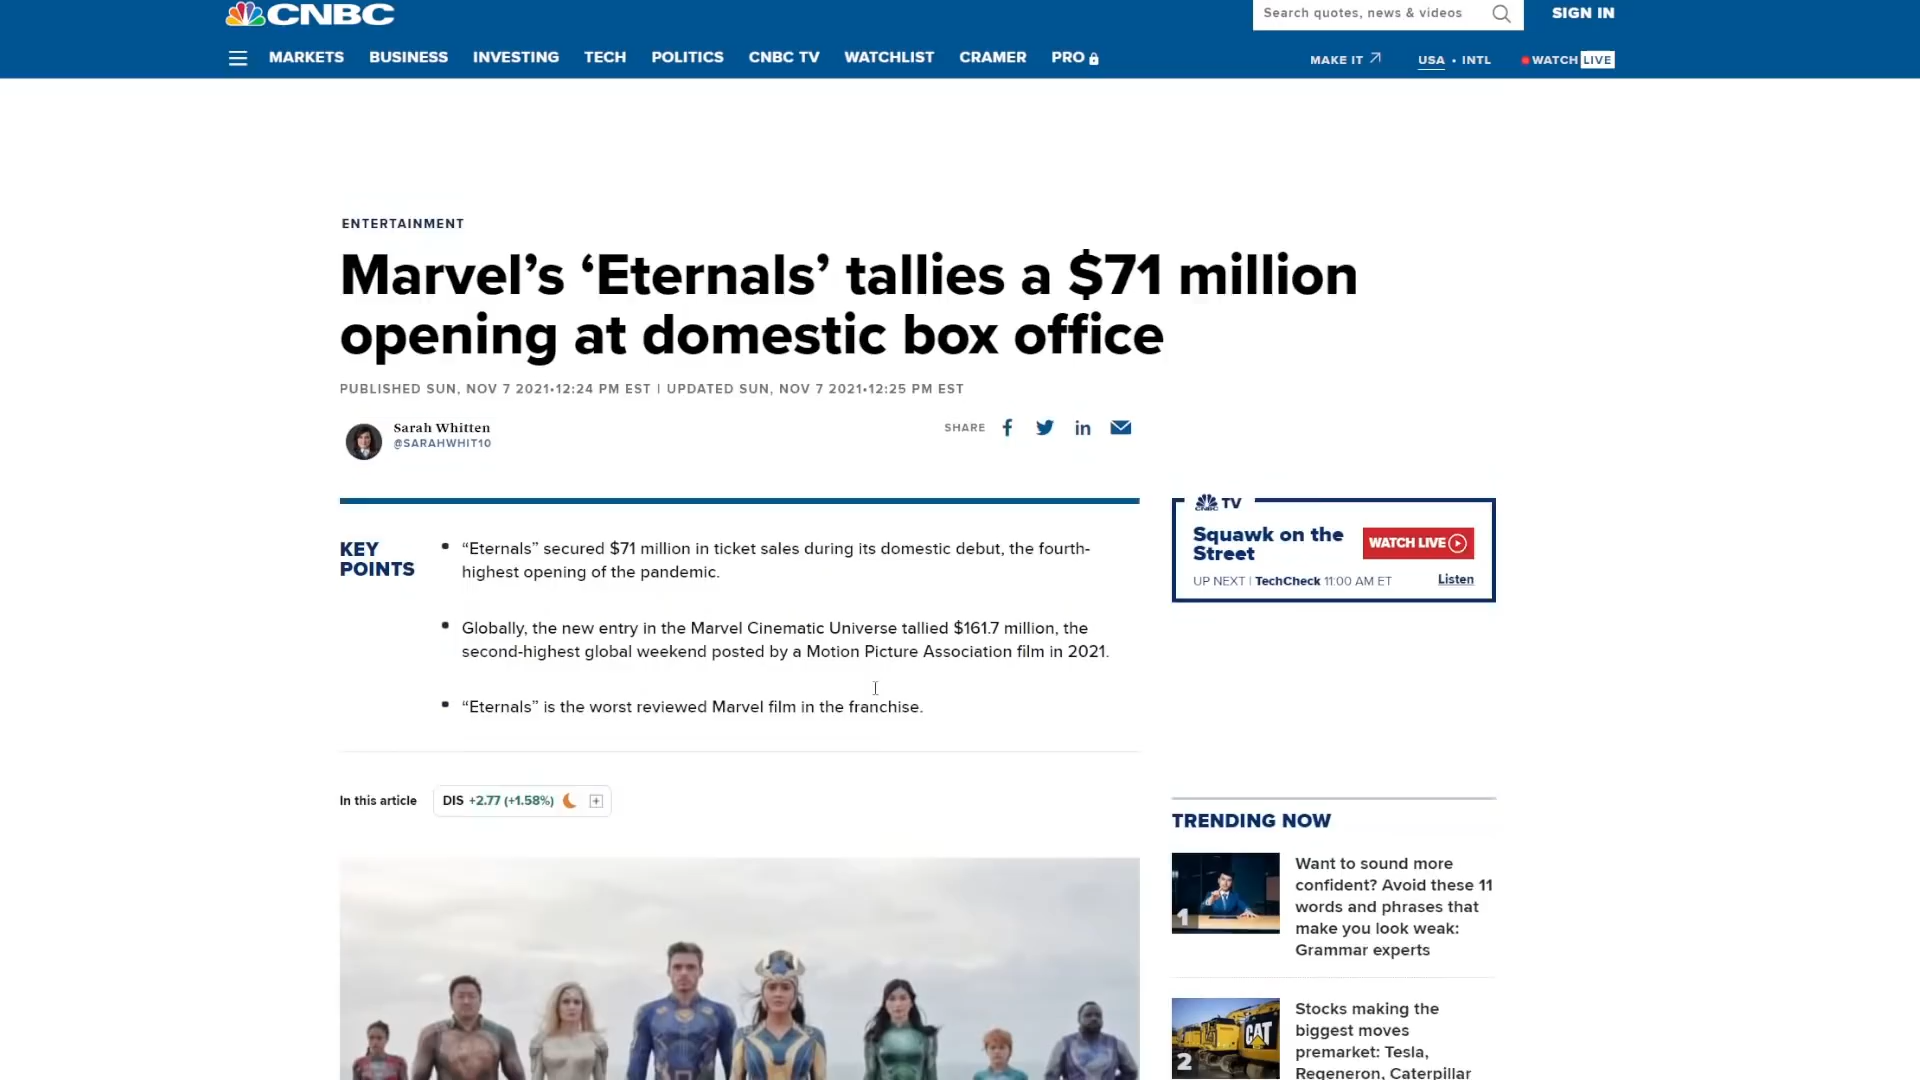 CNBC
Search quotes, news & videos
SIGN IN
MARKETS BUSINESS INVESTING TECH POLITICS CNBC TV WATCHLIST CRAMER PRO
MAKE IT USA • INTL WATCH LIVE
ENTERTAINMENT
Marvel’s ‘Eternals’ tallies a $71 million
opening at domestic box office
PUBLISHED SUN, NOV 7 2021•12:24 PM EST | UPDATED SUN, NOV 7 2021•12:25 PM EST
Sarah Whitten
@SARAHWHIT10
SHARE
KEY
POINTS
“Eternals” secured $71 million in ticket sales during its domestic debut, the fourth-
highest opening of the pandemic.
Globally, the new entry in the Marvel Cinematic Universe tallied $161.7 million, the
second-highest global weekend posted by a Motion Picture Association film in 2021.
“Eternals” is the worst reviewed Marvel film in the franchise.
In this article DIS +2.77 (+1.58%)
CNBC TV
Squawk on the
Street
WATCH LIVE
UP NEXT | TechCheck 11:00 AM ET
Listen
TRENDING NOW
1
Want to sound more
confident? Avoid these 11
words and phrases that
make you look weak:
Grammar experts
CAT
2
Stocks making the
biggest moves
premarket: Tesla,
Regeneron, Caterpillar